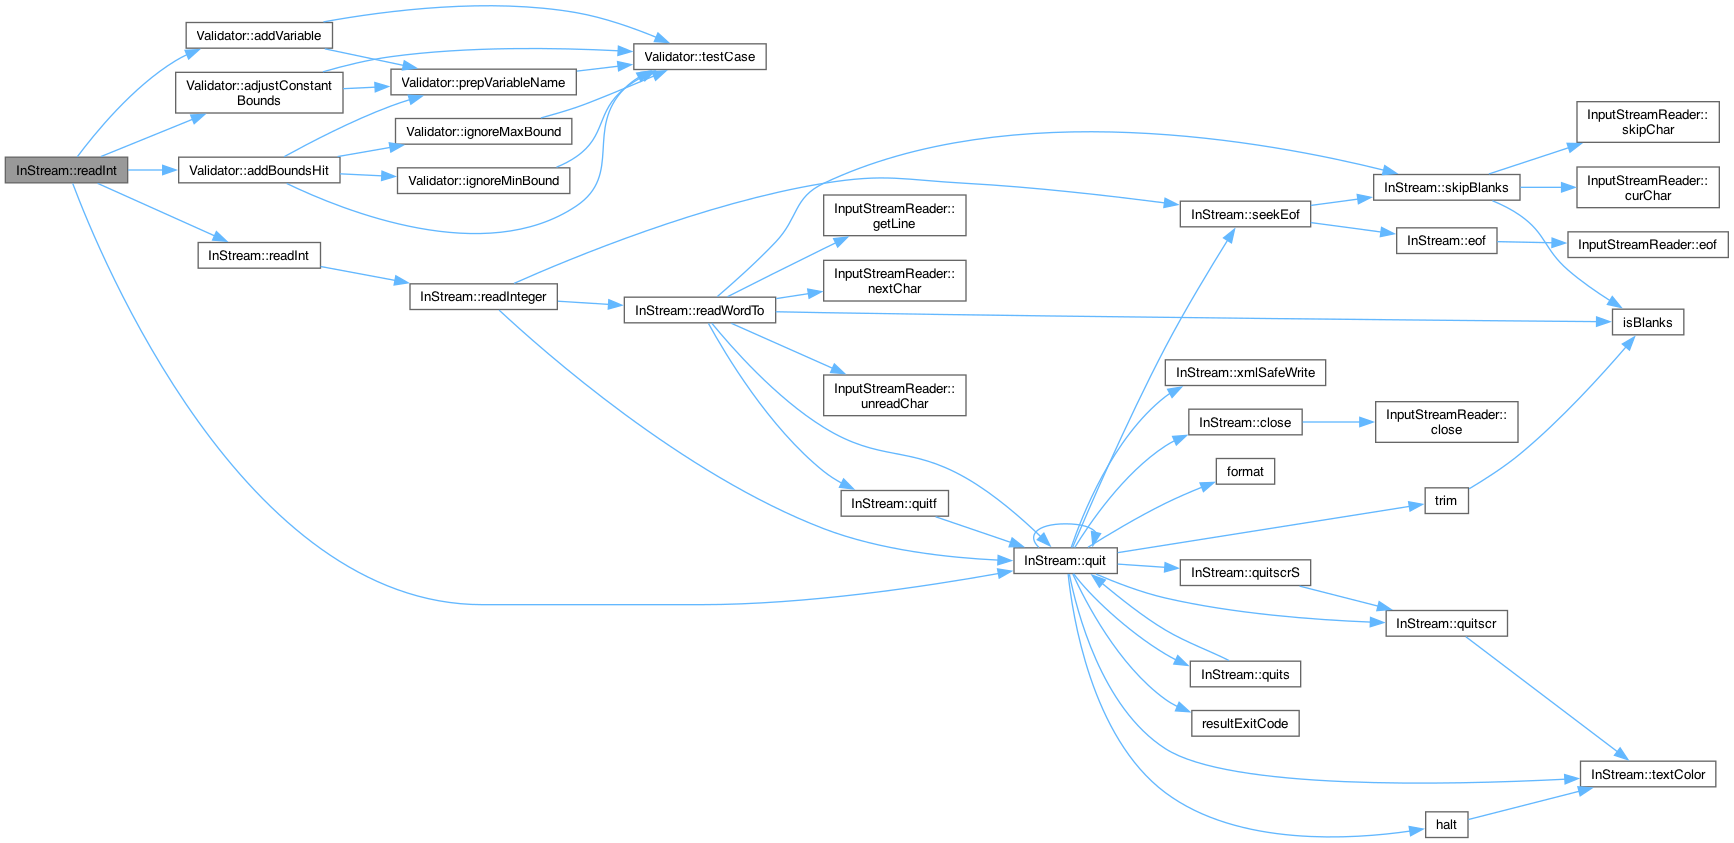 InStream::readInt
Validator::addVariable
Validator::adjustConstant
Bounds
Validator::addBoundsHit
InStream::readInt
Validator::testCase
Validator::prepVariableName
Validator::ignoreMaxBound
Validator::ignoreMinBound
InStream::readInteger
InStream::readWordTo
InputStreamReader::
getLine
InputStreamReader::
nextChar
InputStreamReader::
unreadChar
InStream::quitf
InStream::quit
InStream::seekEof
InStream::xmlSafeWrite
InStream::close
format
InStream::quitscrS
InStream::quits
resultExitCode
InStream::skipBlanks
InStream::eof
InputStreamReader::
close
trim
InStream::quitscr
halt
InputStreamReader::
skipChar
InputStreamReader::
curChar
InputStreamReader::eof
isBlanks
InStream::textColor